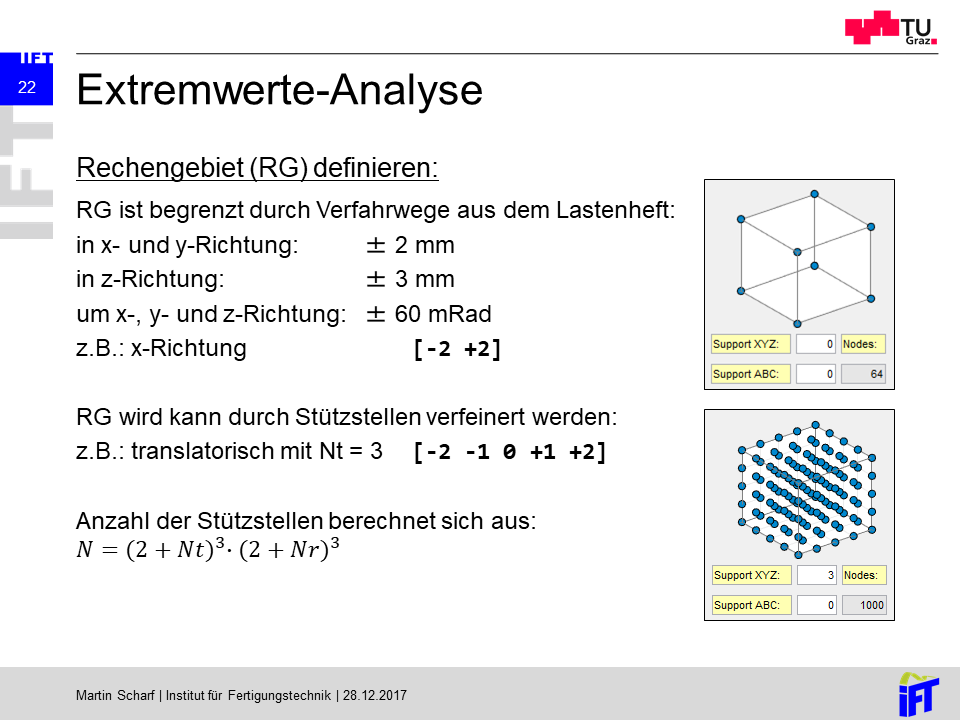 TU
Graz
IFT
22
IFT
Extremwerte-Analyse
Rechengebiet (RG) definieren:
RG ist begrenzt durch Verfahrwege aus dem Lastenheft:
in x- und y-Richtung: ± 2 mm
in z-Richtung: ± 3 mm
um x-, y- und z-Richtung: ± 60 mRad
z.B.: x-Richtung [-2 +2]
RG wird kann durch Stützstellen verfeinert werden:
z.B.: translatorisch mit Nt = 3 [-2 -1 0 +1 +2]
Anzahl der Stützstellen berechnet sich aus:
N = (2 + Nt)³· (2 + Nr)³
Support XYZ: 0 Nodes:
Support ABC: 0 64
Support XYZ: 3 Nodes:
Support ABC: 0 1000
Martin Scharf | Institut für Fertigungstechnik | 28.12.2017
IFT